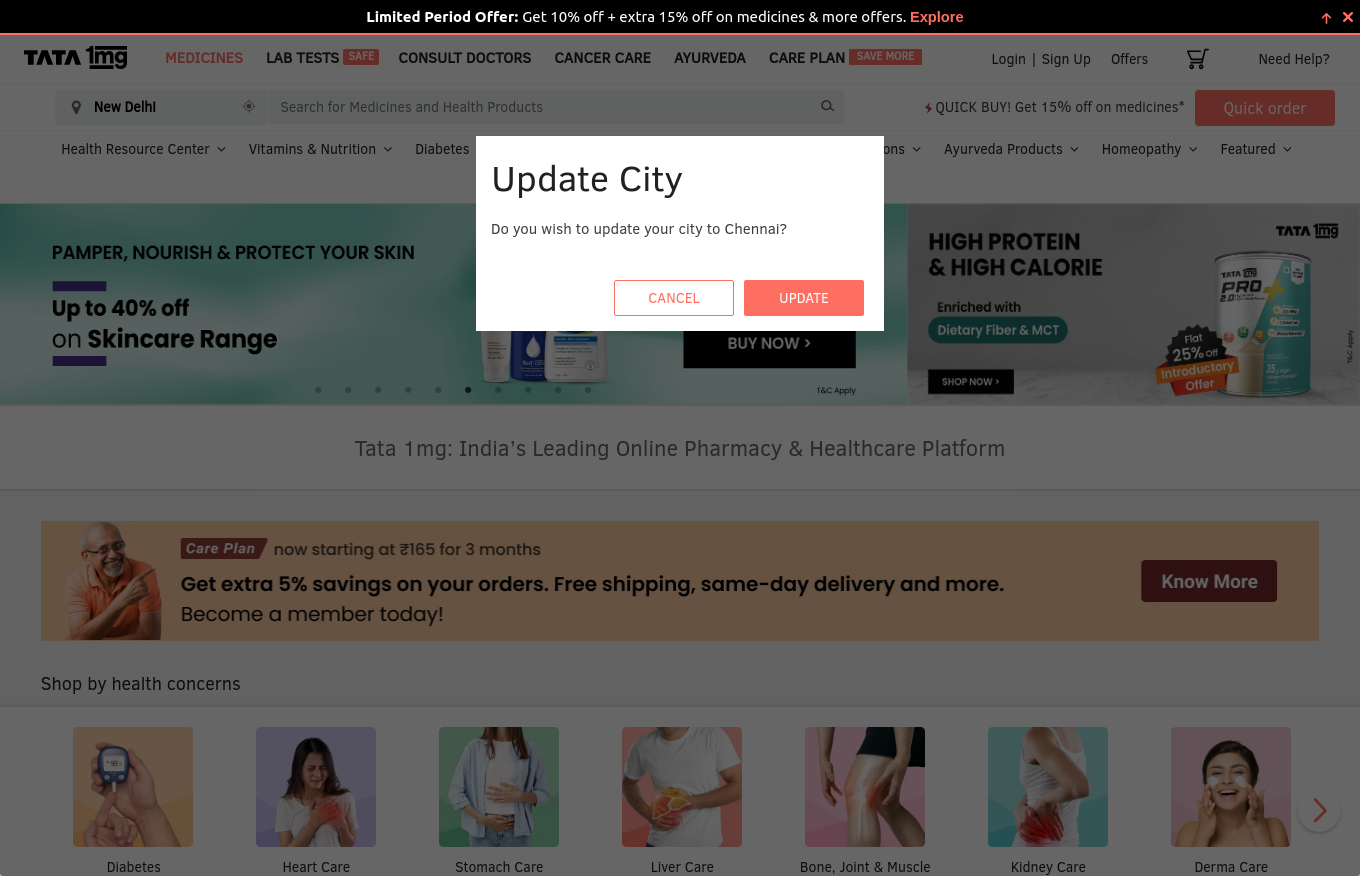 Limited Period Offer: Get 10% off + extra 15% off on medicines & more offers. Explore
TATA 1mg
MEDICINES
LAB TESTS SAFE
CONSULT DOCTORS
CANCER CARE
AYURVEDA
CARE PLAN SAVE MORE
Login | Sign Up
Offers
Need Help?
New Delhi
Search for Medicines and Health Products
QUICK BUY! Get 15% off on medicines*
Quick order
Health Resource Center
Vitamins & Nutrition
Diabetes
ons
Ayurveda Products
Homeopathy
Featured
Update City
Do you wish to update your city to Chennai?
CANCEL
UPDATE
PAMPER, NOURISH & PROTECT YOUR SKIN
Up to 40% off
on Skincare Range
BUY NOW >
T&C Apply
TATA 1mg
HIGH PROTEIN
& HIGH CALORIE
Enriched with
Dietary Fiber & MCT
SHOP NOW >
TATA 1mg
PRO+
2.0
Flat
25% off
Introductory
Offer
35g
T&C Apply
Tata 1mg: India's Leading Online Pharmacy & Healthcare Platform
Care Plan now starting at ₹165 for 3 months
Get extra 5% savings on your orders. Free shipping, same-day delivery and more.
Become a member today!
Know More
Shop by health concerns
Diabetes
Heart Care
Stomach Care
Liver Care
Bone, Joint & Muscle
Kidney Care
Derma Care